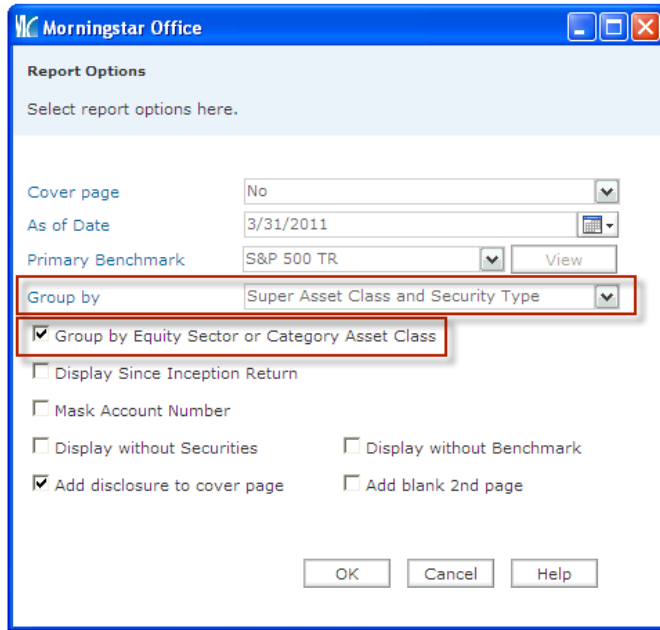 Morningstar Office
Report Options
Select report options here.
Cover page No
As of Date 3/31/2011
Primary Benchmark S&P 500 TR View
Group by Super Asset Class and Security Type
Group by Equity Sector or Category Asset Class
Display Since Inception Return
Mask Account Number
Display without Securities Display without Benchmark
Add disclosure to cover page Add blank 2nd page
OK Cancel Help